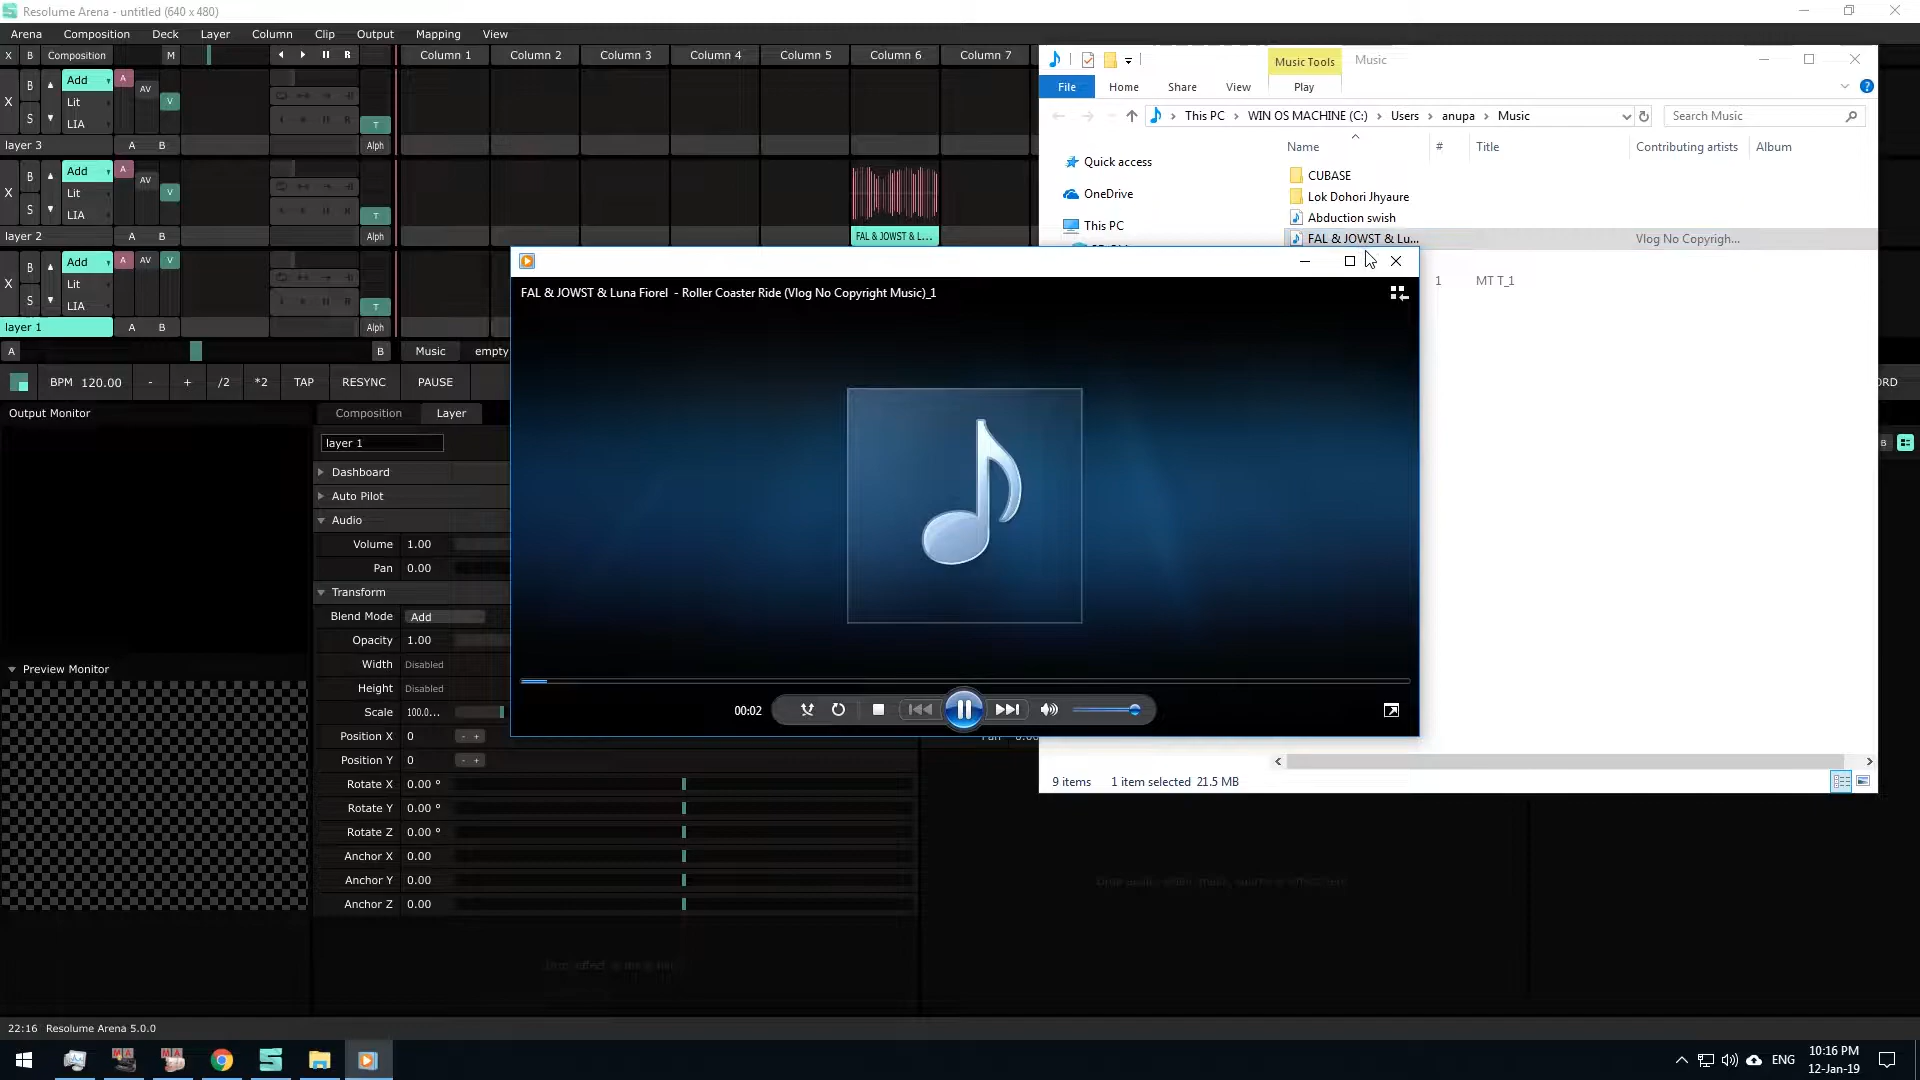 Resolume Arena - untitled (640 x 480)
Arena Composition Deck Layer Column Clip Output Mapping View
X B Composition M R Column 1 Column 2 Column 3 Column 4 Column 5 Column 6 Column 7
X B S Add Lit LIA A AV V T
layer 3 A B Alph
X B S Add Lit LIA A AV V T
layer 2 A B Alph FAL & JOWST & L...
X B S Add Lit LIA A AV V T
layer 1 A B Alph
A B Music empty
BPM 120.00 - + /2 *2 TAP RESYNC PAUSE
Output Monitor
Composition Layer
layer 1
Dashboard
Auto Pilot
Audio
Volume 1.00
Pan 0.00
Transform
Blend Mode Add
Opacity 1.00
Width Disabled
Height Disabled
Scale 100.0...
Position X 0 - +
Position Y 0 - +
Rotate X 0.00 °
Rotate Y 0.00 °
Rotate Z 0.00 °
Anchor X 0.00
Anchor Y 0.00
Anchor Z 0.00
Preview Monitor
Music Tools Music
File Home Share View Play
This PC WIN OS MACHINE (C:) Users anupa Music Search Music
Name # Title Contributing artists Album
Quick access
OneDrive
This PC
CUBASE
Lok Dohori Jhyaure
Abduction swish
FAL & JOWST & Lu... Vlog No Copyrigh...
1 MT T_1
9 items 1 item selected 21.5 MB
FAL & JOWST & Luna Fiorel - Roller Coaster Ride (Vlog No Copyright Music)_1
00:02
B
22:16 Resolume Arena 5.0.0
ENG
10:16 PM
12-Jan-19